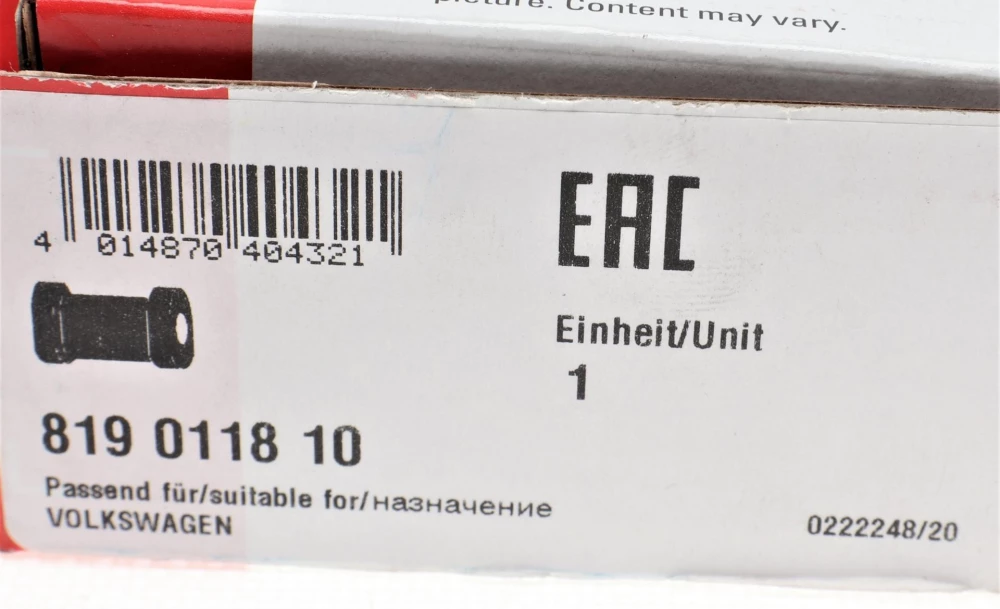 picture. Content may vary.
4 014870 404321
EAC
Einheit/Unit
1
819 0118 10
Passend für/suitable for/назначение
VOLKSWAGEN
0222248/20